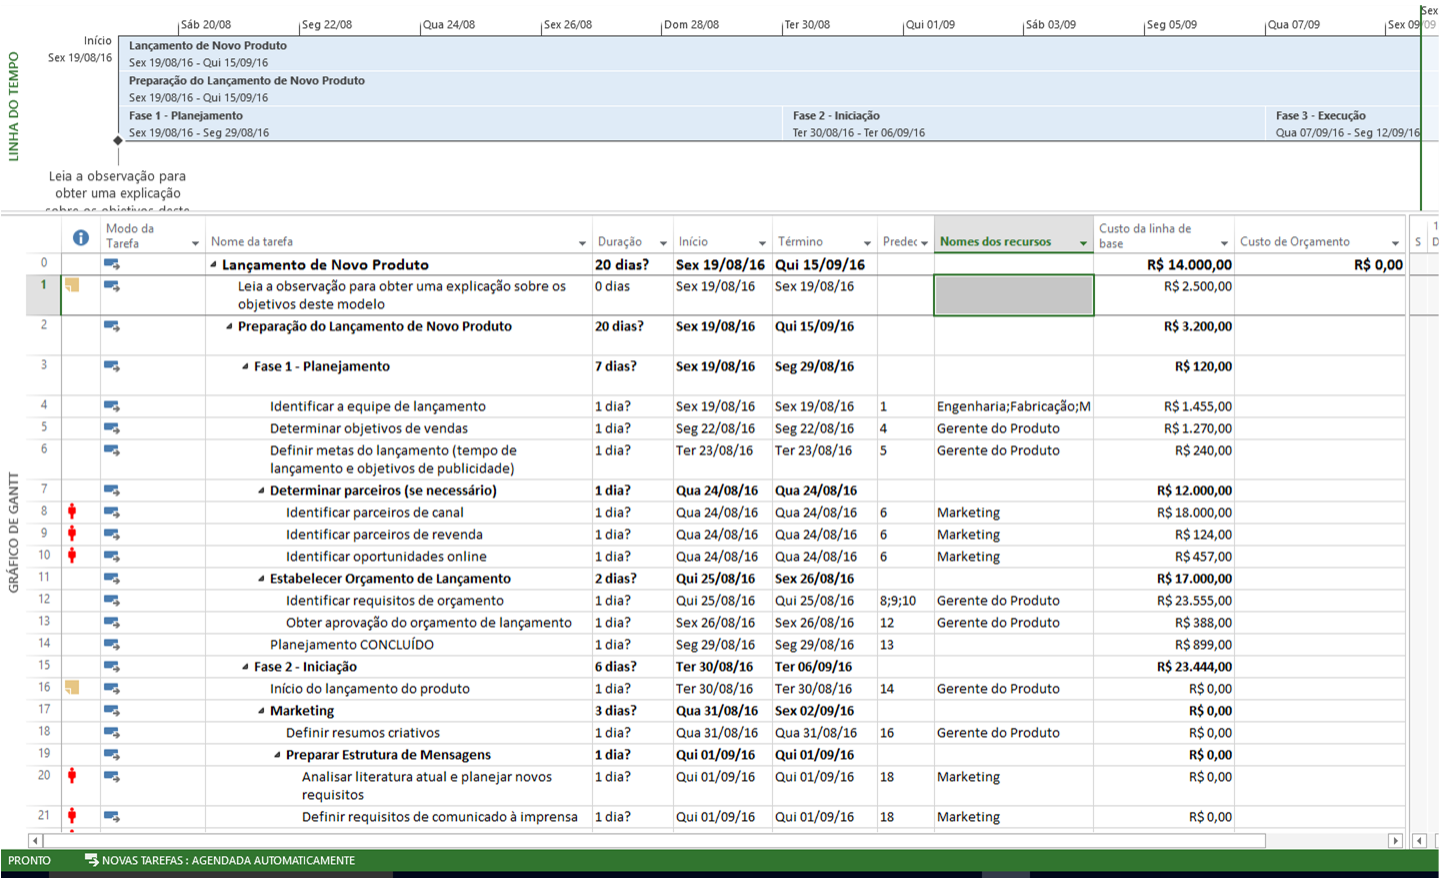 Sex
Sáb 20/08 Seg 22/08 Qua 24/08 Sex 26/08 Dom 28/08 Ter 30/08 Qui 01/09 Sáb 03/09 Seg 05/09 Qua 07/09 Sex 09/09
LINHA DO TEMPO
Início
Sex 19/08/16
Lançamento de Novo Produto
Sex 19/08/16 - Qui 15/09/16
Preparação do Lançamento de Novo Produto
Sex 19/08/16 - Qui 15/09/16
Fase 1 - Planejamento
Sex 19/08/16 - Seg 29/08/16
Fase 2 - Iniciação
Ter 30/08/16 - Ter 06/09/16
Fase 3 - Execução
Qua 07/09/16 - Seg 12/09/16
Leia a observação para
obter uma explicação
sobre os objetivos deste
GRÁFICO DE GANTT
Modo da Tarefa Nome da tarefa Duração Início Término Predec Nomes dos recursos Custo da linha de base Custo de Orçamento S 1 D
0 Lançamento de Novo Produto 20 dias? Sex 19/08/16 Qui 15/09/16 R$ 14.000,00 R$ 0,00
1 Leia a observação para obter uma explicação sobre os 0 dias Sex 19/08/16 Sex 19/08/16 R$ 2.500,00
objetivos deste modelo
2 Preparação do Lançamento de Novo Produto 20 dias? Sex 19/08/16 Qui 15/09/16 R$ 3.200,00
3 Fase 1 - Planejamento 7 dias? Sex 19/08/16 Seg 29/08/16 R$ 120,00
4 Identificar a equipe de lançamento 1 dia? Sex 19/08/16 Sex 19/08/16 1 Engenharia;Fabricação;M R$ 1.455,00
5 Determinar objetivos de vendas 1 dia? Seg 22/08/16 Seg 22/08/16 4 Gerente do Produto R$ 1.270,00
6 Definir metas do lançamento (tempo de 1 dia? Ter 23/08/16 Ter 23/08/16 5 Gerente do Produto R$ 240,00
lançamento e objetivos de publicidade)
7 Determinar parceiros (se necessário) 1 dia? Qua 24/08/16 Qua 24/08/16 R$ 12.000,00
8 Identificar parceiros de canal 1 dia? Qua 24/08/16 Qua 24/08/16 6 Marketing R$ 18.000,00
9 Identificar parceiros de revenda 1 dia? Qua 24/08/16 Qua 24/08/16 6 Marketing R$ 124,00
10 Identificar oportunidades online 1 dia? Qua 24/08/16 Qua 24/08/16 6 Marketing R$ 457,00
11 Estabelecer Orçamento de Lançamento 2 dias? Qui 25/08/16 Sex 26/08/16 R$ 17.000,00
12 Identificar requisitos de orçamento 1 dia? Qui 25/08/16 Qui 25/08/16 8;9;10 Gerente do Produto R$ 23.555,00
13 Obter aprovação do orçamento de lançamento 1 dia? Sex 26/08/16 Sex 26/08/16 12 Gerente do Produto R$ 388,00
14 Planejamento CONCLUÍDO 1 dia? Seg 29/08/16 Seg 29/08/16 13 R$ 899,00
15 Fase 2 - Iniciação 6 dias? Ter 30/08/16 Ter 06/09/16 R$ 23.444,00
16 Início do lançamento do produto 1 dia? Ter 30/08/16 Ter 30/08/16 14 Gerente do Produto R$ 0,00
17 Marketing 3 dias? Qua 31/08/16 Sex 02/09/16 R$ 0,00
18 Definir resumos criativos 1 dia? Qua 31/08/16 Qua 31/08/16 16 Gerente do Produto R$ 0,00
19 Preparar Estrutura de Mensagens 1 dia? Qui 01/09/16 Qui 01/09/16 R$ 0,00
20 Analisar literatura atual e planejar novos 1 dia? Qui 01/09/16 Qui 01/09/16 18 Marketing R$ 0,00
requisitos
21 Definir requisitos de comunicado à imprensa 1 dia? Qui 01/09/16 Qui 01/09/16 18 Marketing R$ 0,00
PRONTO NOVAS TAREFAS : AGENDADA AUTOMATICAMENTE